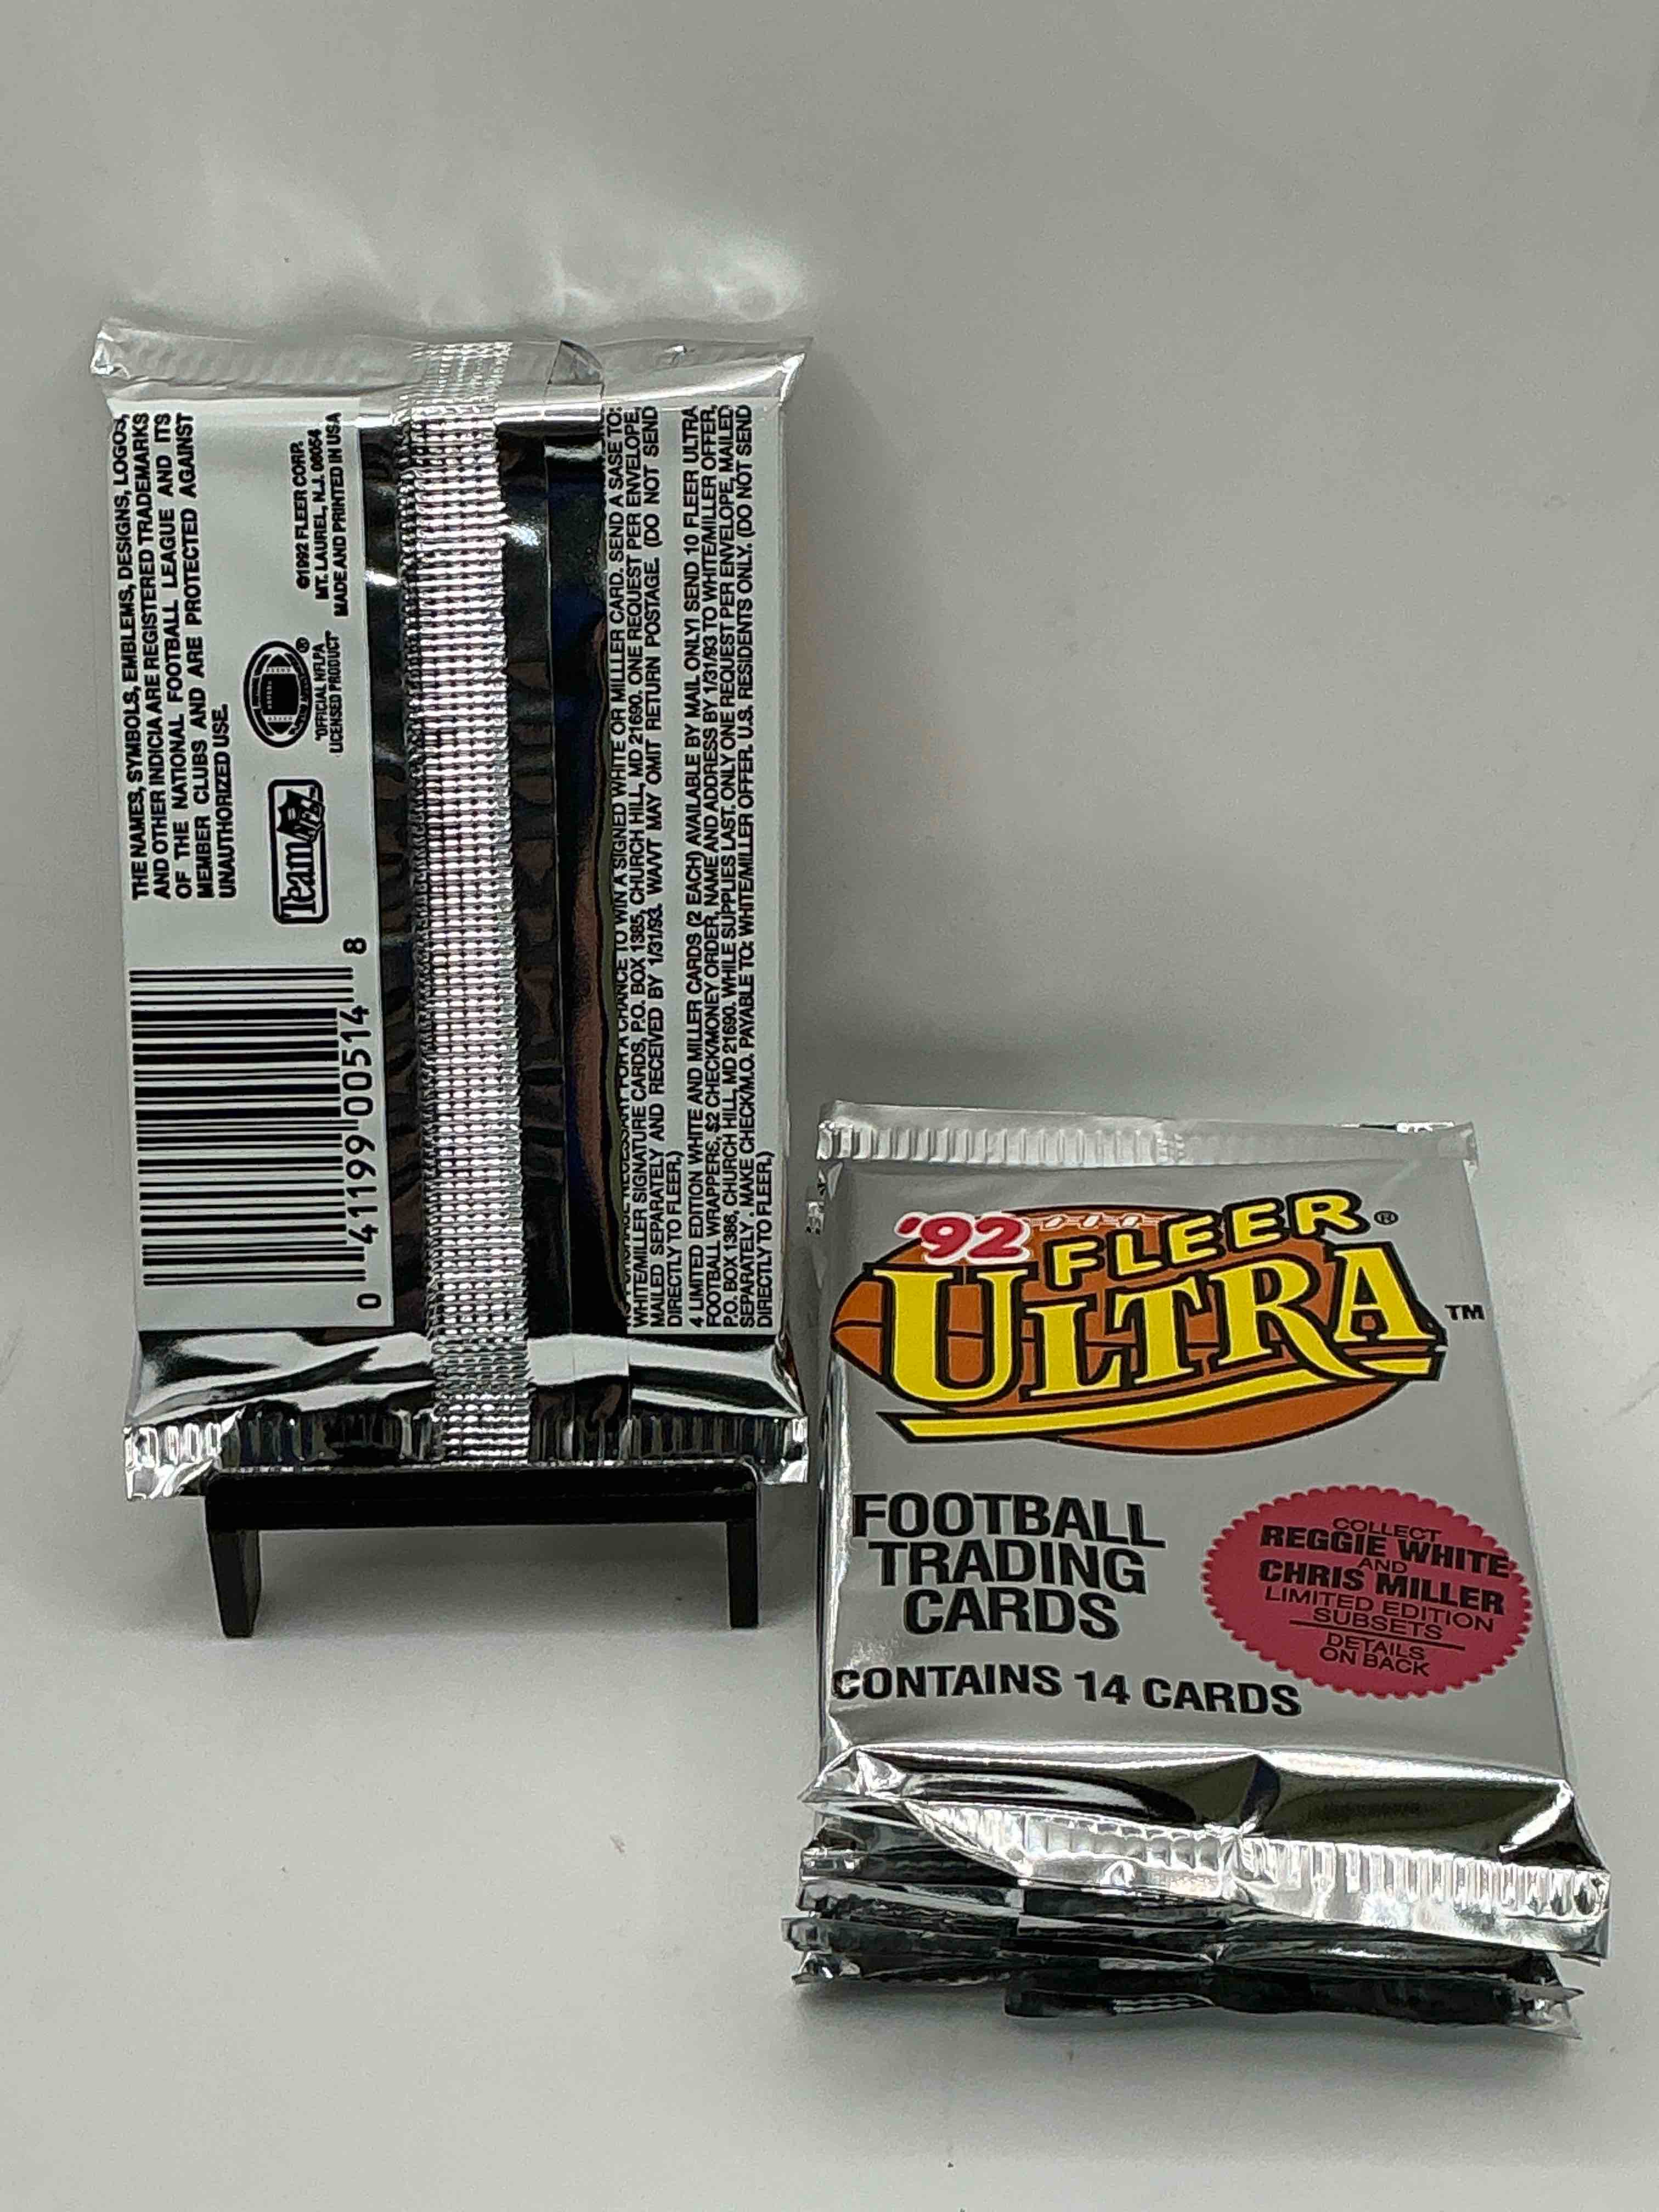 THE NAMES, SYMBOLS, EMBLEMS, DESIGNS, LOGOS,
AND OTHER INDICIA ARE REGISTERED TRADEMARKS
OF THE NATIONAL FOOTBALL LEAGUE AND ITS
MEMBER CLUBS AND ARE PROTECTED AGAINST
UNAUTHORIZED USE.
Team NFL
"OFFICIAL NFLPA
LICENSED PRODUCT
©1992 FLEER CORP.
MT. LAUREL, N.J. 08054
MADE AND PRINTED IN USA
0 41199 00514 8
FOR A CHANCE TO WIN A SIGNED WHITE OR MILLER CARD. SEND A SASE TO:
WHITE/MILLER SIGNATURE CARDS, P.O. BOX 1385, CHURCH HILL, MD 21690. ONE REQUEST PER ENVELOPE,
MAILED SEPARATELY AND RECEIVED BY 1/31/93. WA/VT MAY OMIT RETURN POSTAGE. (DO NOT SEND
DIRECTLY TO FLEER.)
4 LIMITED EDITION WHITE AND MILLER CARDS (2 EACH) AVAILABLE BY MAIL ONLY! SEND 10 FLEER ULTRA
FOOTBALL WRAPPERS, $2 CHECK/MONEY ORDER, NAME AND ADDRESS BY 1/31/93 TO WHITE/MILLER OFFER,
P.O. BOX 1386, CHURCH HILL, MD 21690. WHILE SUPPLIES LAST. ONLY ONE REQUEST PER ENVELOPE, MAILED
SEPARATELY. MAKE CHECK/M.O. PAYABLE TO: WHITE/MILLER OFFER. U.S. RESIDENTS ONLY. (DO NOT SEND
DIRECTLY TO FLEER.)
'92 FLEER®
ULTRA™
FOOTBALL
TRADING
CARDS
CONTAINS 14 CARDS
COLLECT
REGGIE WHITE
AND
CHRIS MILLER
LIMITED EDITION
SUBSETS
DETAILS
ON BACK